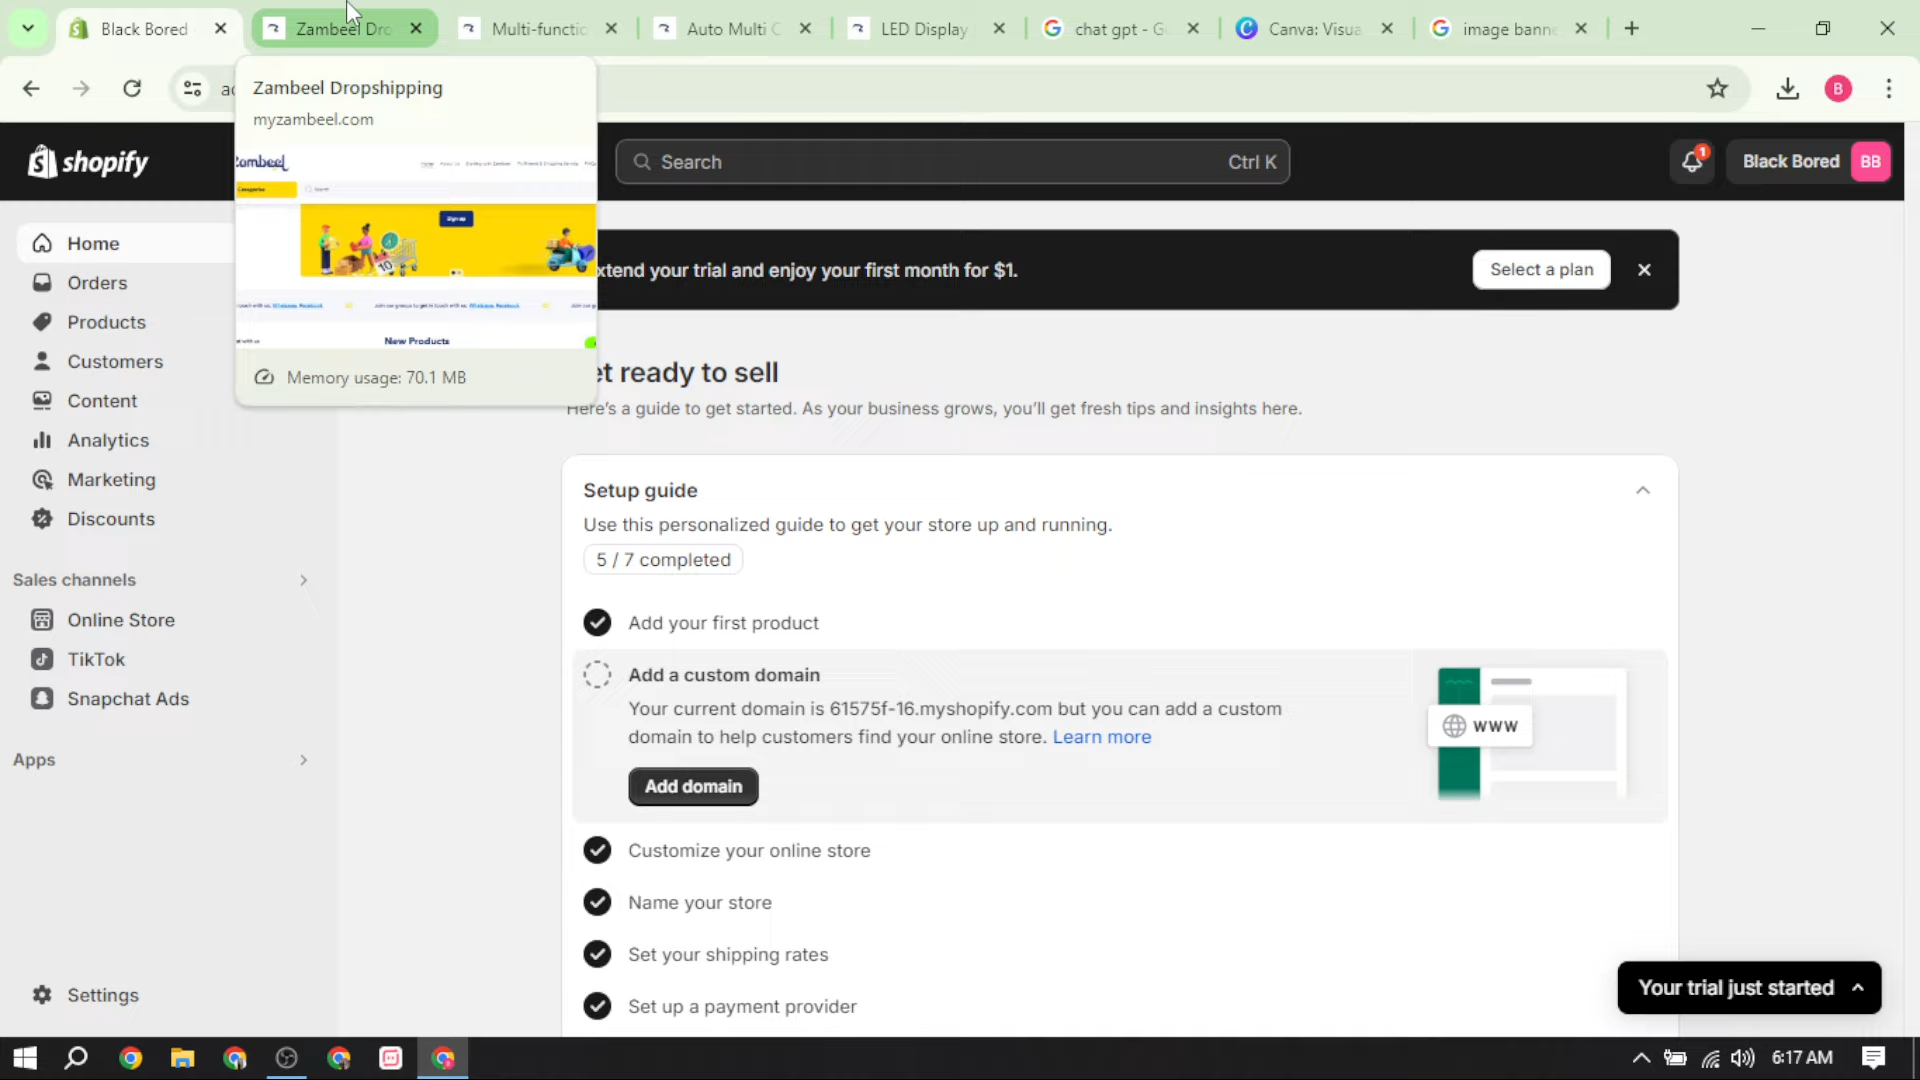 Black Bored
Zambeel Dro
Multi-functio
Auto Multi C
LED Display
chat gpt - G
Canva: Visua
image banne
ad
B
Zambeel Dropshipping
myzambeel.com
Zambeel
Categories
Sign up
10
New Products
Memory usage: 70.1 MB
shopify
Search
Ctrl K
1
Black Bored
BB
Home
Orders
Products
Customers
Content
Analytics
Marketing
Discounts
Sales channels
Online Store
TikTok
Snapchat Ads
Apps
Settings
xtend your trial and enjoy your first month for $1.
Select a plan
et ready to sell
Here's a guide to get started. As your business grows, you'll get fresh tips and insights here.
Setup guide
Use this personalized guide to get your store up and running.
5 / 7 completed
Add your first product
Add a custom domain
Your current domain is 61575f-16.myshopify.com but you can add a custom
domain to help customers find your online store. Learn more
Add domain
www
Customize your online store
Name your store
Set your shipping rates
Set up a payment provider
Your trial just started
6:17 AM